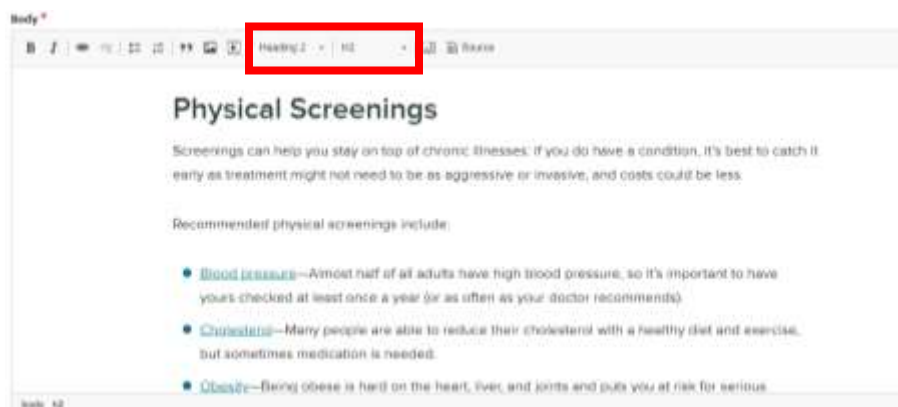 Body *
B I Heading 2 H2 Source
Physical Screenings
Screenings can help you stay on top of chronic illnesses. If you do have a condition, it's best to catch it
early as treatment might not need to be as aggressive or invasive, and costs could be less.
Recommended physical screenings include:
Blood pressure—Almost half of all adults have high blood pressure, so it's important to have
yours checked at least once a year (or as often as your doctor recommends).
Cholesterol—Many people are able to reduce their cholesterol with a healthy diet and exercise,
but sometimes medication is needed.
Obesity—Being obese is hard on the heart, liver, and joints and puts you at risk for serious
body h2